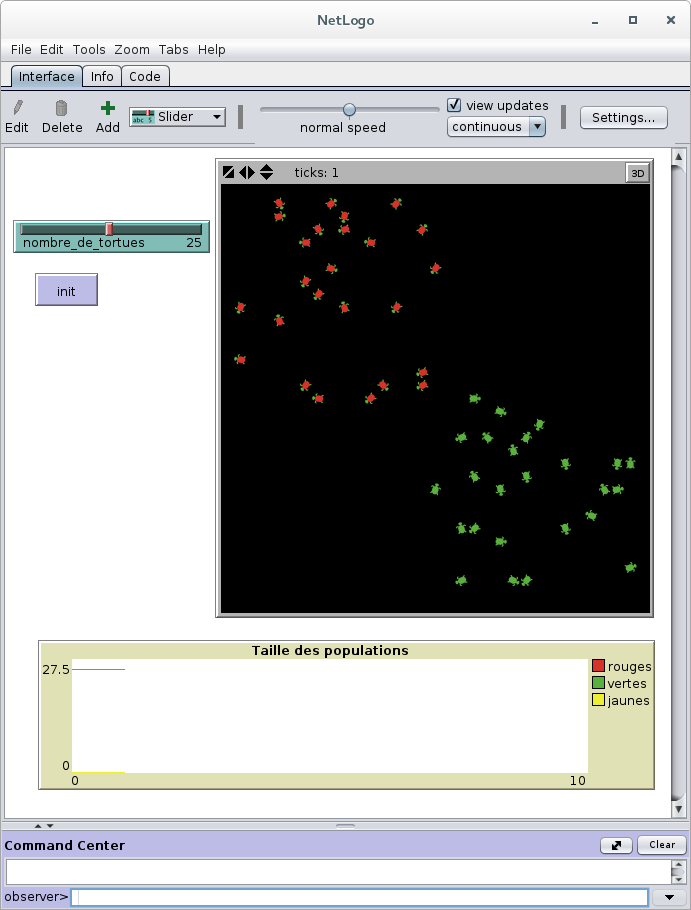 NetLogo
File Edit Tools Zoom Tabs Help
Interface Info Code
Edit Delete Add abc 5 Slider normal speed view updates continuous Settings...
ticks: 1 3D
nombre_de_tortues 25
init
Taille des populations
27.5
0
0 10
rouges
vertes
jaunes
Command Center Clear
observer>